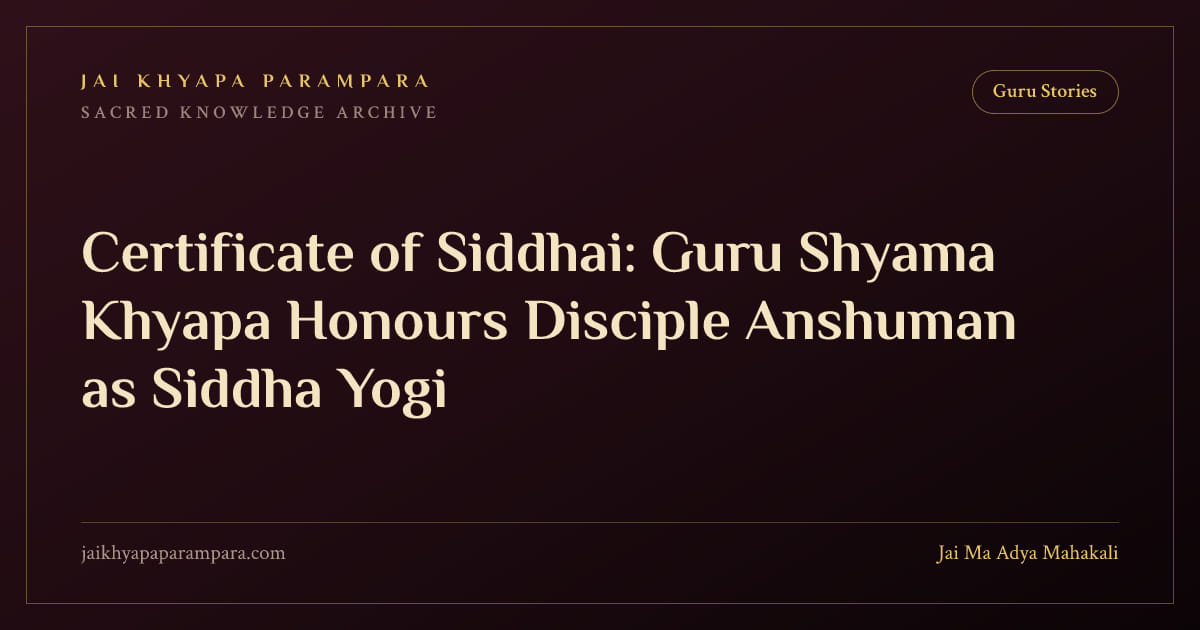 JAI KHYAPA PARAMPARA
SACRED KNOWLEDGE ARCHIVE
Guru Stories
Certificate of Siddhai: Guru Shyama
Khyapa Honours Disciple Anshuman
as Siddha Yogi
jaikhyapaparampara.com
Jai Ma Adya Mahakali